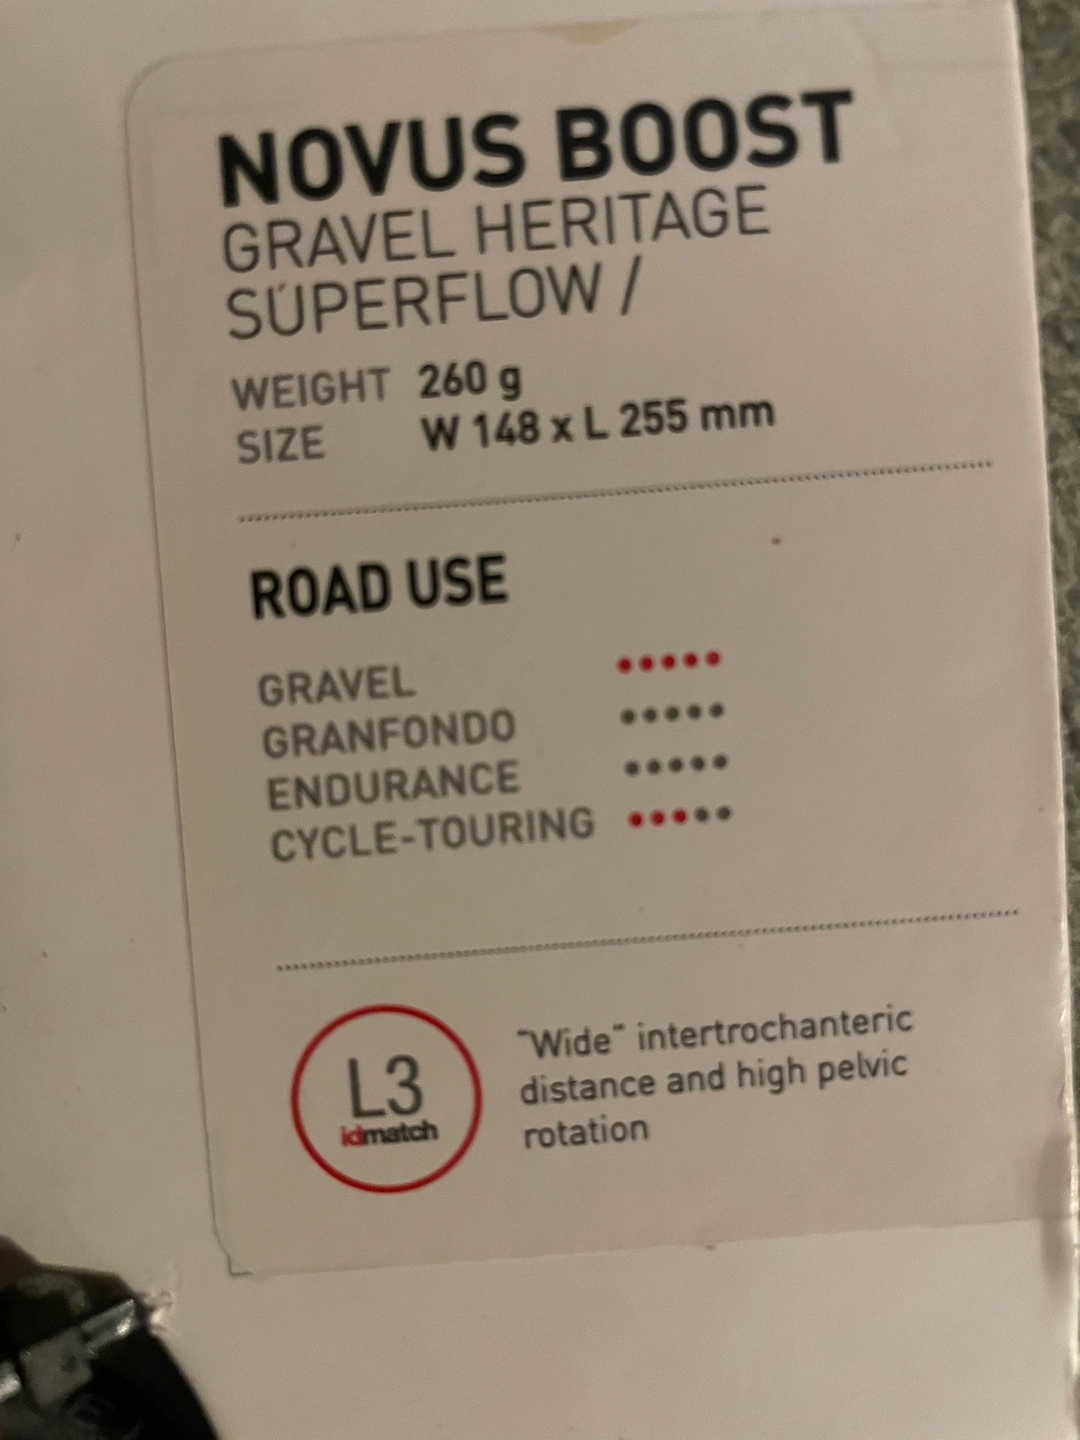 NOVUS BOOST
GRAVEL HERITAGE
SUPERFLOW /
WEIGHT 260 g
SIZE W 148 x L 255 mm
ROAD USE
GRAVEL
GRANFONDO
ENDURANCE
CYCLE-TOURING
L3
idmatch
"Wide" intertrochanteric
distance and high pelvic
rotation